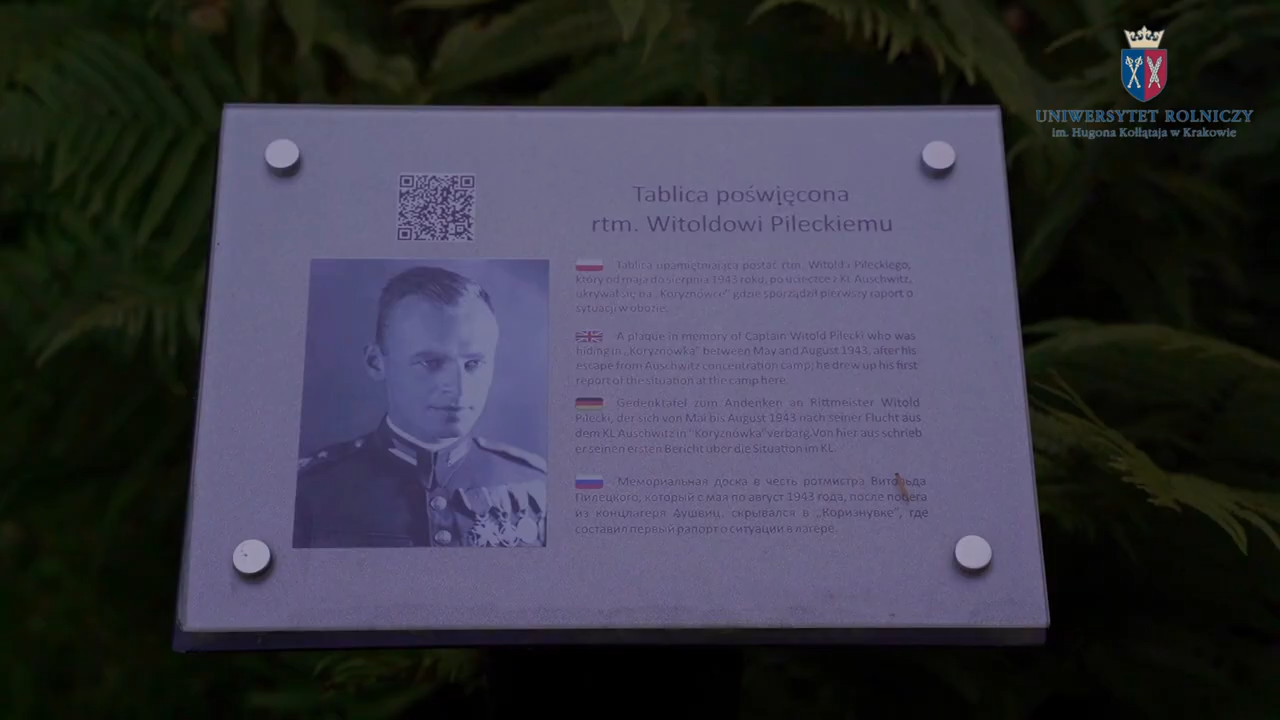 UNIWERSYTET ROLNICZY
im. Hugona Kołłątaja w Krakowie
Tablica poświęcona
rtm. Witoldowi Pileckiemu
Tablica upamiętniająca postać rtm. Witolda Pileckiego,
który od maja do sierpnia 1943 roku, po ucieczce z KL Auschwitz,
ukrywał się na „Koryznówce" gdzie sporządził pierwszy raport o
sytuacji w obozie.
A plaque in memory of Captain Witold Pilecki who was
hiding in „Koryznówka" between May and August 1943, after his
escape from Auschwitz concentration camp; he drew up his first
report of the situation at the camp here.
Gedenktafel zum Andenken an Rittmeister Witold
Pilecki, der sich von Mai bis August 1943 nach seiner Flucht aus
dem KL Auschwitz in "Koryznówka" verbarg. Von hier aus schrieb
er seinen ersten Bericht über die Situation im KL.
Мемориальная доска в честь ротмистра Витольда
Пилецкого, который с мая по август 1943 года, после побега
из концлагеря Аушвиц, скрывался в „Коризнувке", где
составил первый рапорт о ситуации в лагере.